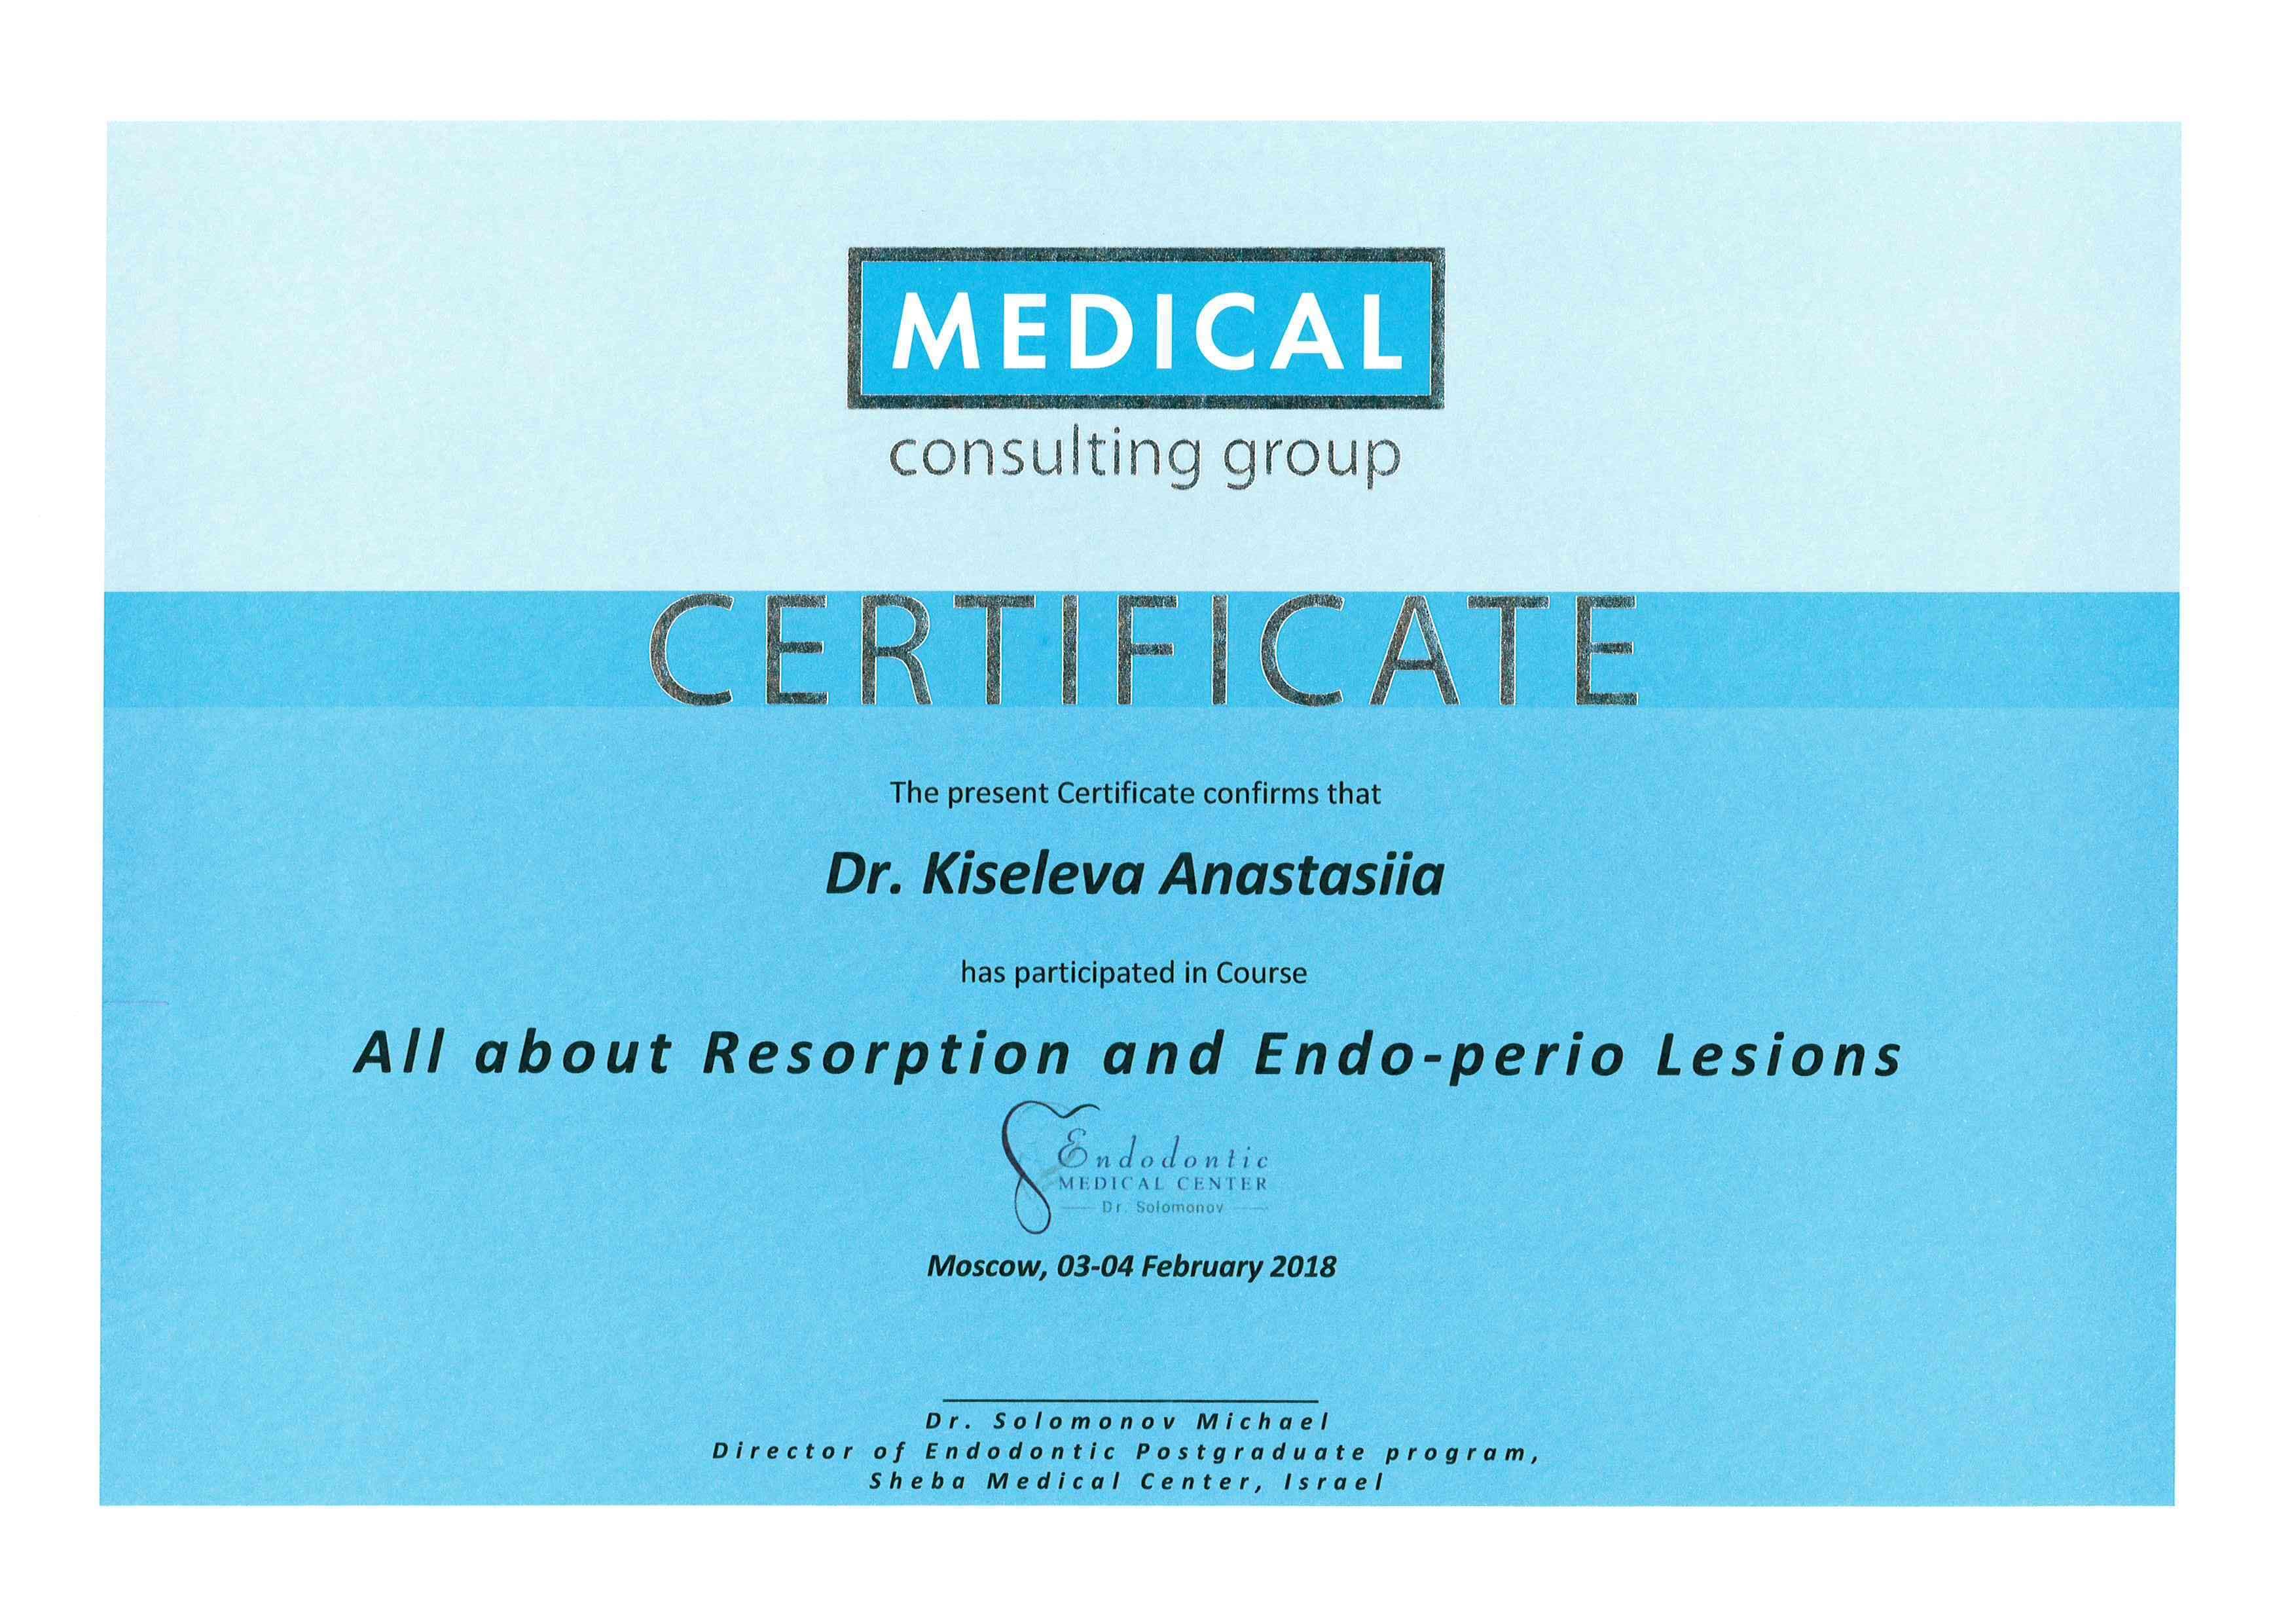 MEDICAL
consulting group
CERTIFICATE
The present Certificate confirms that
Dr. Kiseleva Anastasiia
has participated in Course
All about Resorption and Endo-perio Lesions
Endodontic
MEDICAL CENTER
Dr. Solomonov
Moscow, 03-04 February 2018
Dr. Solomonov Michael
Director of Endodontic Postgraduate program,
Sheba Medical Center, Israel